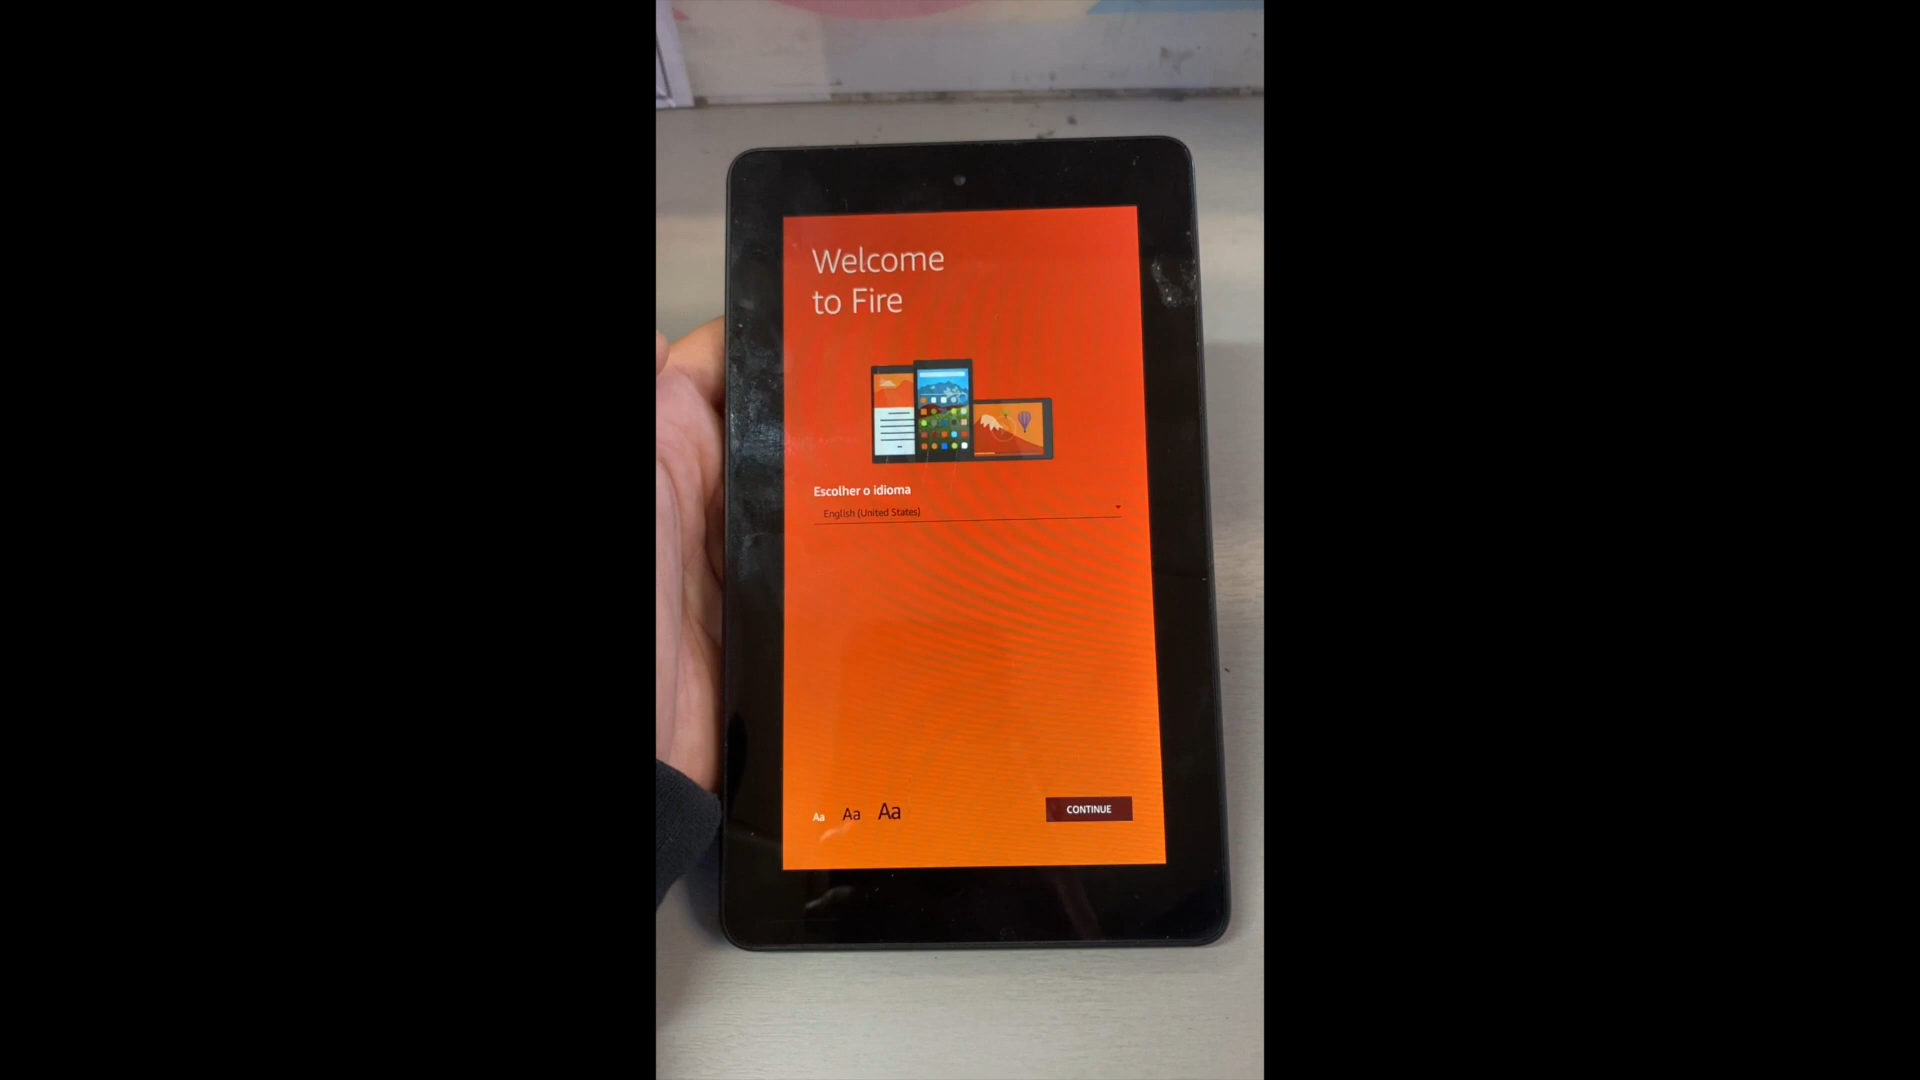 Welcome
to Fire
Escolher o idioma
English (United States)
Aa Aa Aa
CONTINUE